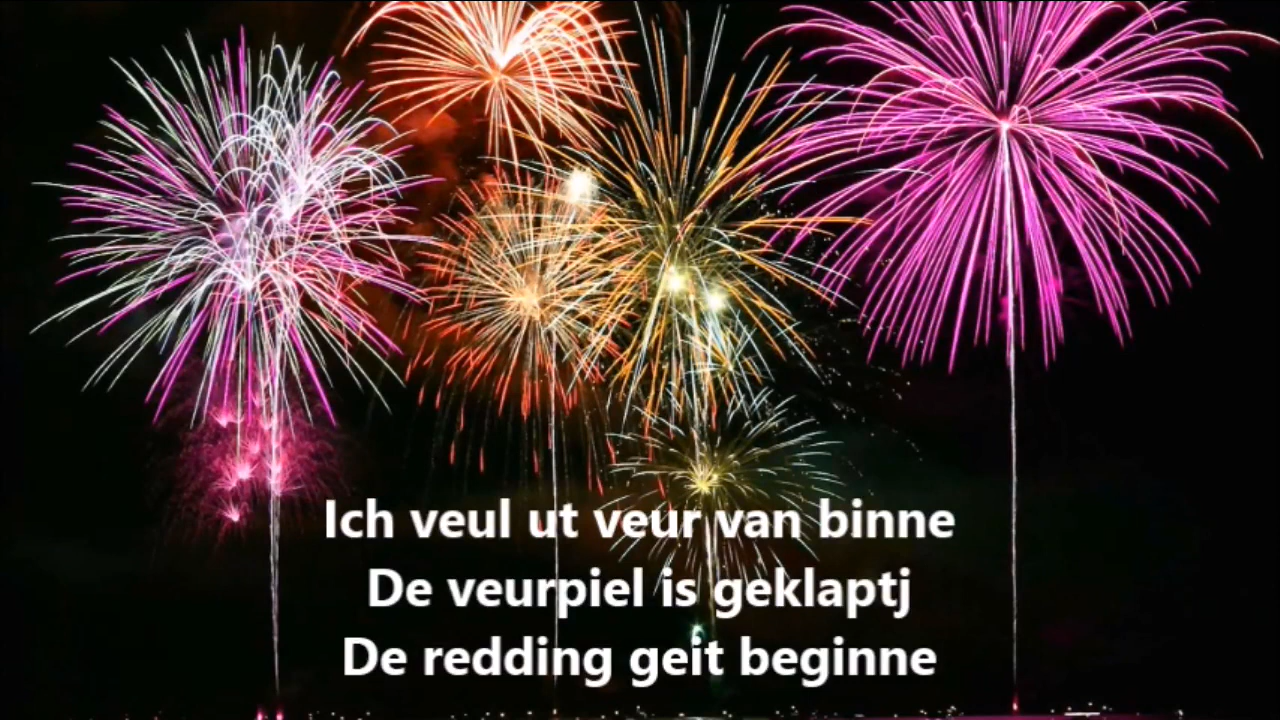 Ich veul ut veur van binne
De veurpiel is geklaptj
De redding geit beginne